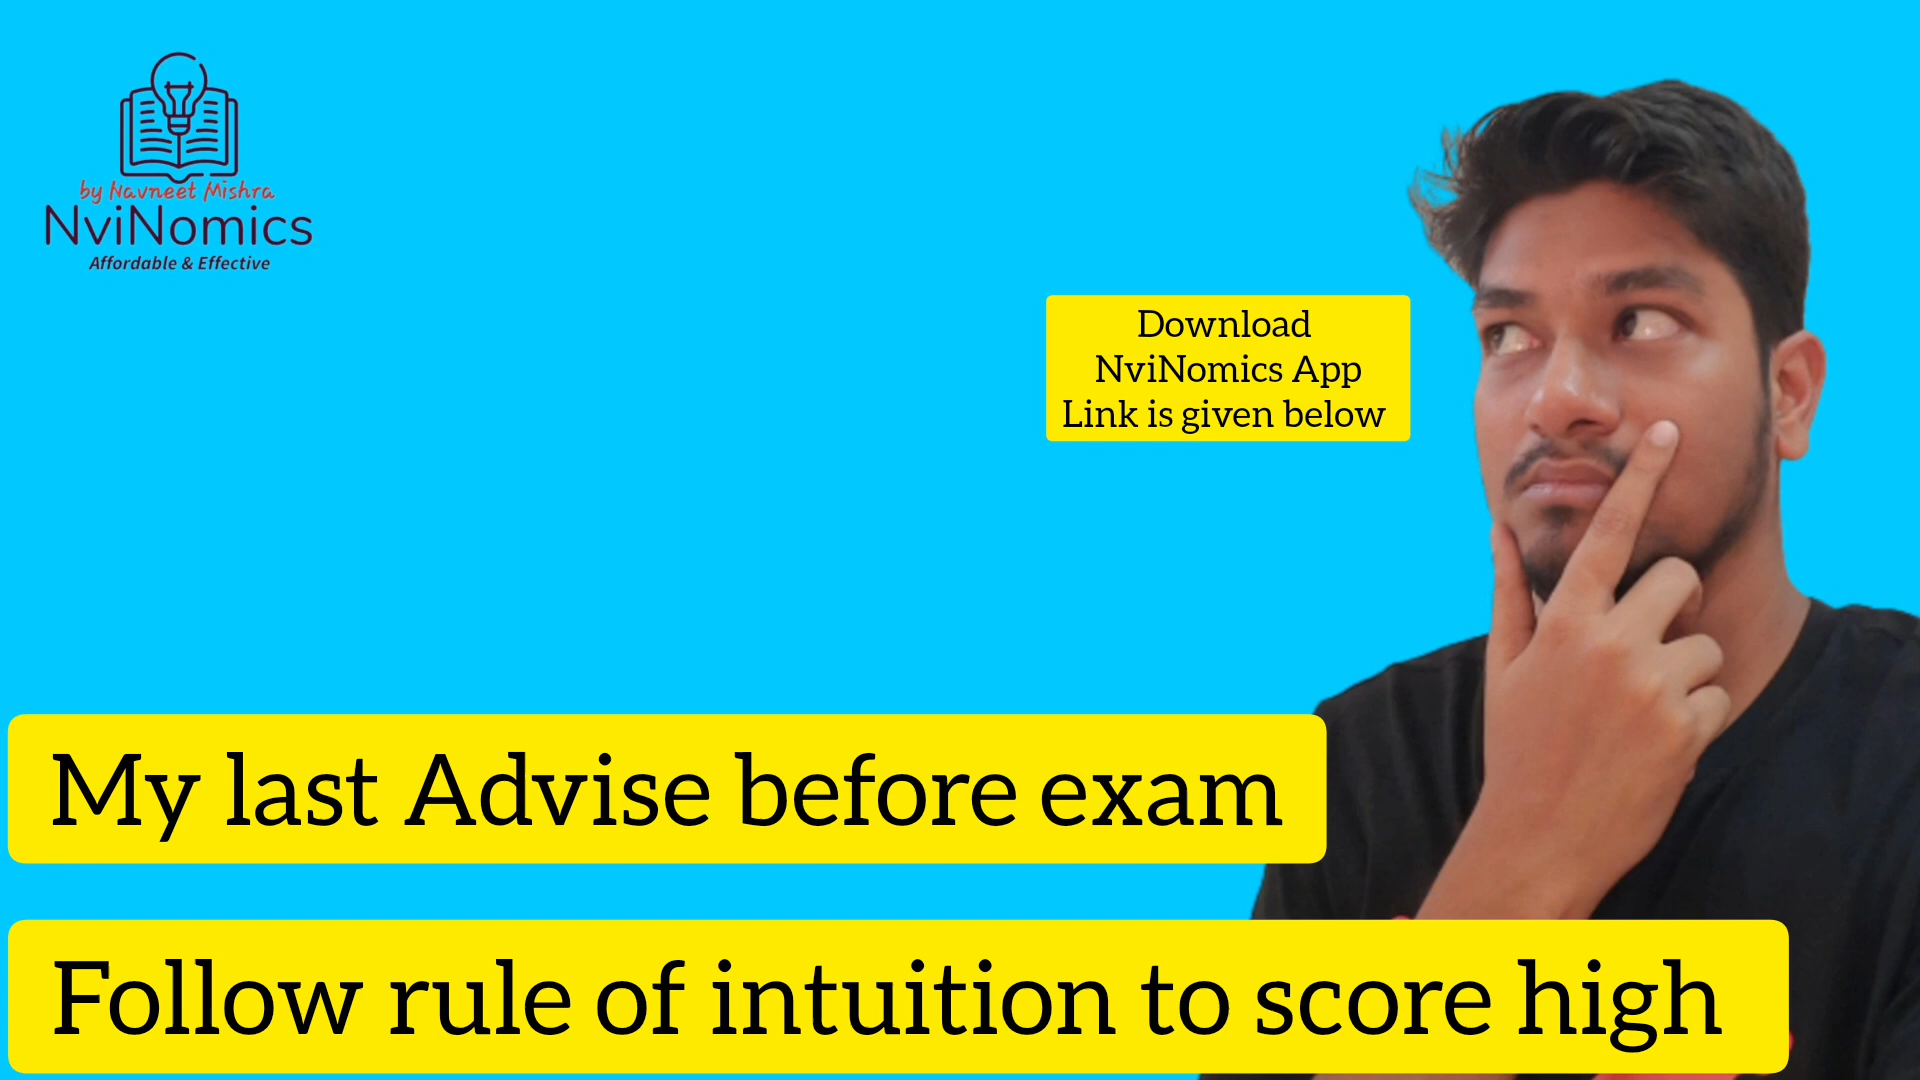 by Navneet Mishra
NviNomics
Affordable & Effective
Download
NviNomics App
Link is given below
My last Advise before exam
Follow rule of intuition to score high